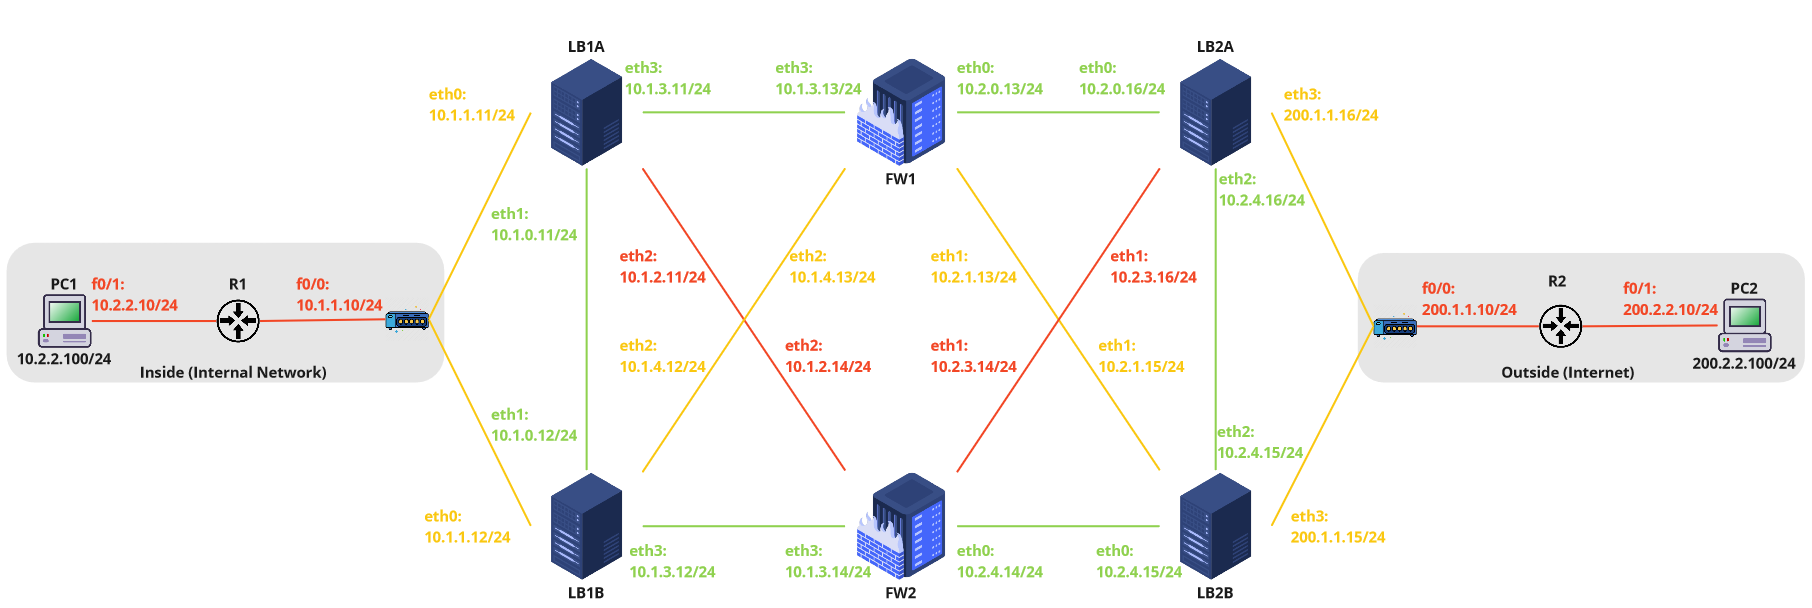 LB1A
LB2A
eth3:
10.1.3.11/24
eth3:
10.1.3.13/24
eth0:
10.2.0.13/24
eth0:
10.2.0.16/24
eth0:
10.1.1.11/24
eth3:
200.1.1.16/24
FW1
eth2:
10.2.4.16/24
eth1:
10.1.0.11/24
eth2:
10.1.2.11/24
eth2:
10.1.4.13/24
eth1:
10.2.1.13/24
eth1:
10.2.3.16/24
PC1
f0/1:
10.2.2.10/24
R1
f0/0:
10.1.1.10/24
10.2.2.100/24
Inside (Internal Network)
f0/0:
200.1.1.10/24
R2
f0/1:
200.2.2.10/24
PC2
200.2.2.100/24
Outside (Internet)
eth2:
10.1.4.12/24
eth2:
10.1.2.14/24
eth1:
10.2.3.14/24
eth1:
10.2.1.15/24
eth1:
10.1.0.12/24
eth2:
10.2.4.15/24
eth0:
10.1.1.12/24
eth3:
200.1.1.15/24
eth3:
10.1.3.12/24
eth3:
10.1.3.14/24
eth0:
10.2.4.14/24
eth0:
10.2.4.15/24
LB1B
FW2
LB2B